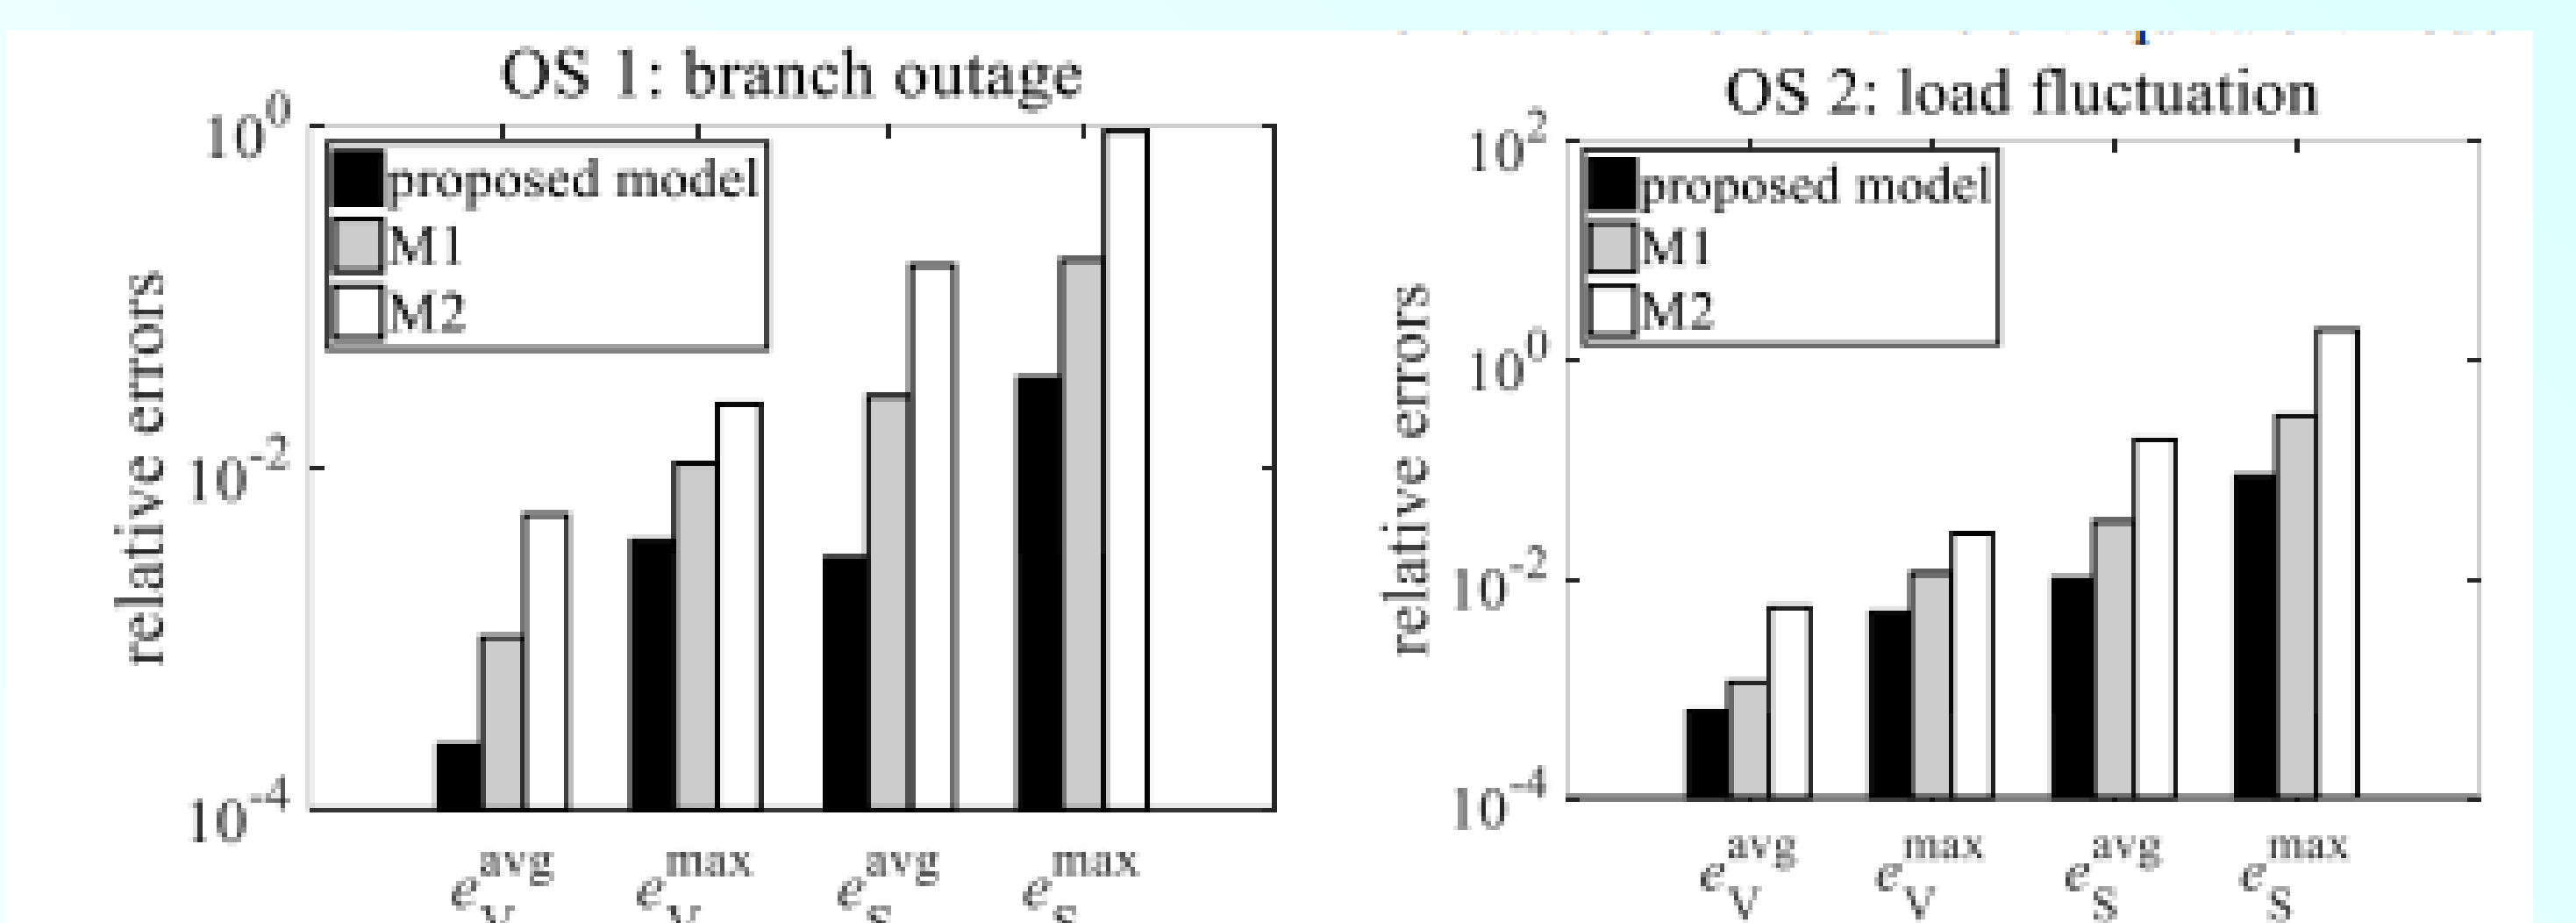 OS 1: branch outage
10^0
proposed model
M1
M2
relative errors
10^-2
10^-4
e_V^avg e_V^max e_S^avg e_S^max
OS 2: load fluctuation
10^2
proposed model
M1
M2
relative errors
10^0
10^-2
10^-4
e_V^avg e_V^max e_S^avg e_S^max